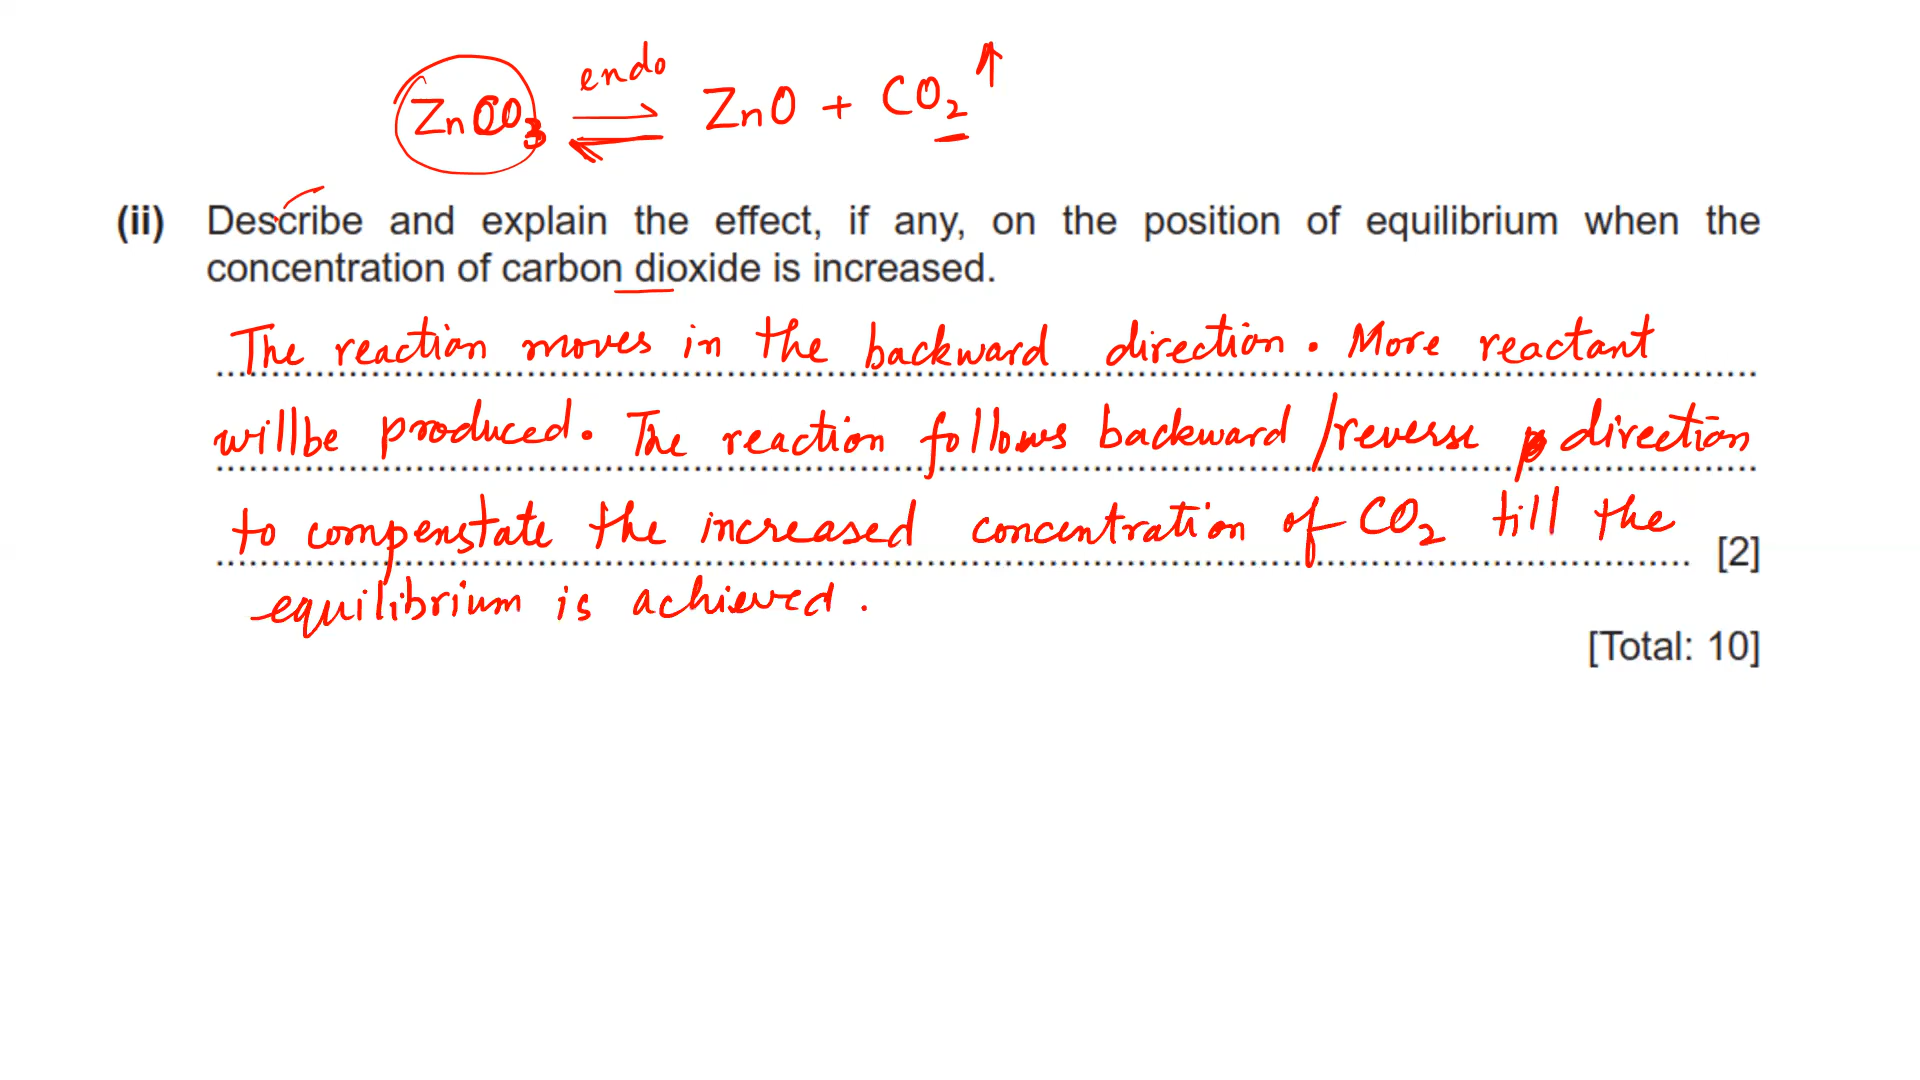 endo
ZnCO₃ ⇌ ZnO + CO₂ ↑
(ii) Describe and explain the effect, if any, on the position of equilibrium when the
concentration of carbon dioxide is increased.
The reaction moves in the backward direction. More reactant
will be produced. The reaction follows backward / reverse direction
to compenstate the increased concentration of CO₂ till the
[2]
equilibrium is achieved.
[Total: 10]